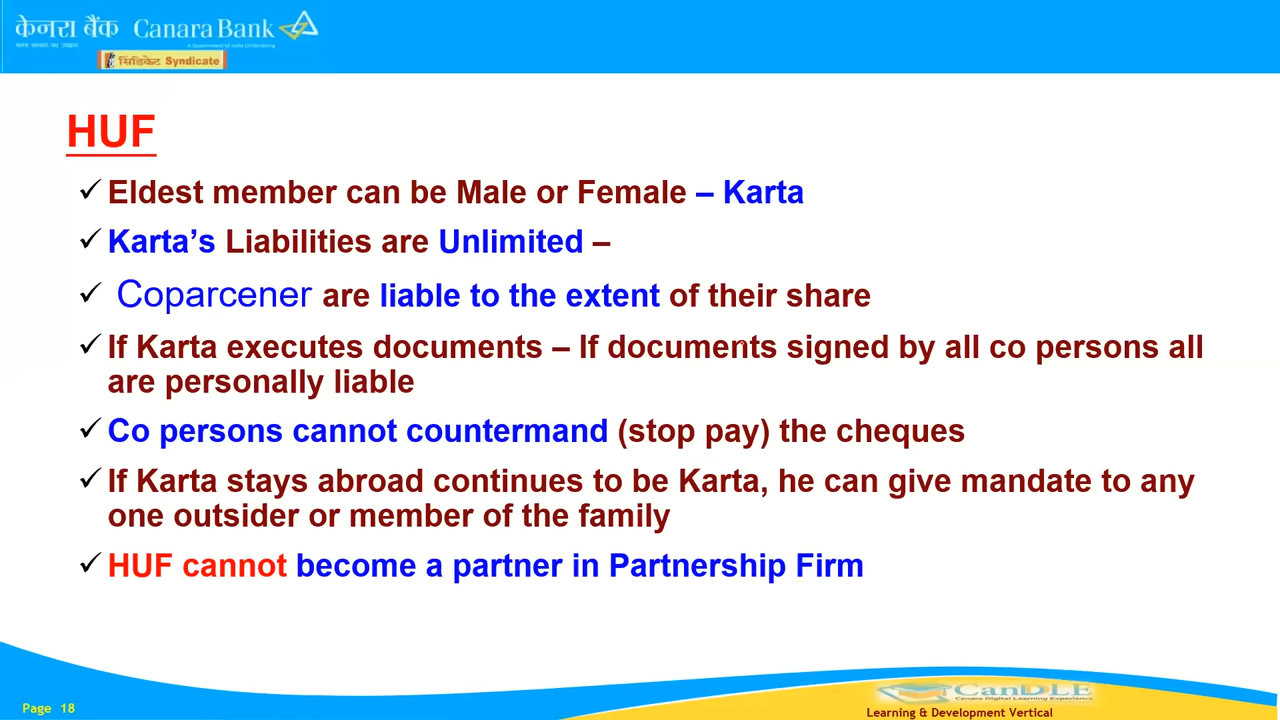 केनरा बैंक Canara Bank
A Government of India Undertaking
सिंडिकेट Syndicate
HUF
✓ Eldest member can be Male or Female – Karta
✓ Karta’s Liabilities are Unlimited –
✓ Coparcener are liable to the extent of their share
✓ If Karta executes documents – If documents signed by all co persons all
are personally liable
✓ Co persons cannot countermand (stop pay) the cheques
✓ If Karta stays abroad continues to be Karta, he can give mandate to any
one outsider or member of the family
✓ HUF cannot become a partner in Partnership Firm
CanDLE
Canara Digital Learning Experience
Page 18
Learning & Development Vertical